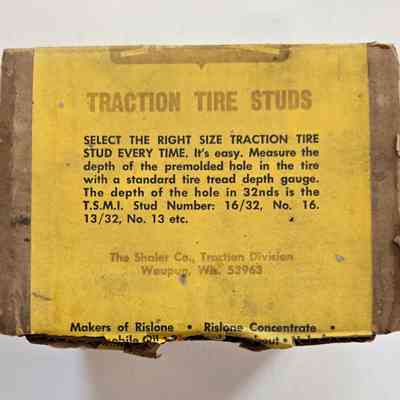 TRACTION TIRE STUDS
SELECT THE RIGHT SIZE TRACTION TIRE
STUD EVERY TIME. It's easy. Measure the
depth of the premolded hole in the tire
with a standard tire tread depth gauge.
The depth of the hole in 32nds is the
T.S.M.I. Stud Number: 16/32, No. 16.
13/32, No. 13 etc.
The Shaler Co., Traction Division
Waupun, Wis. 53963
Makers of Rislone • Rislone Concentrate •
Oil